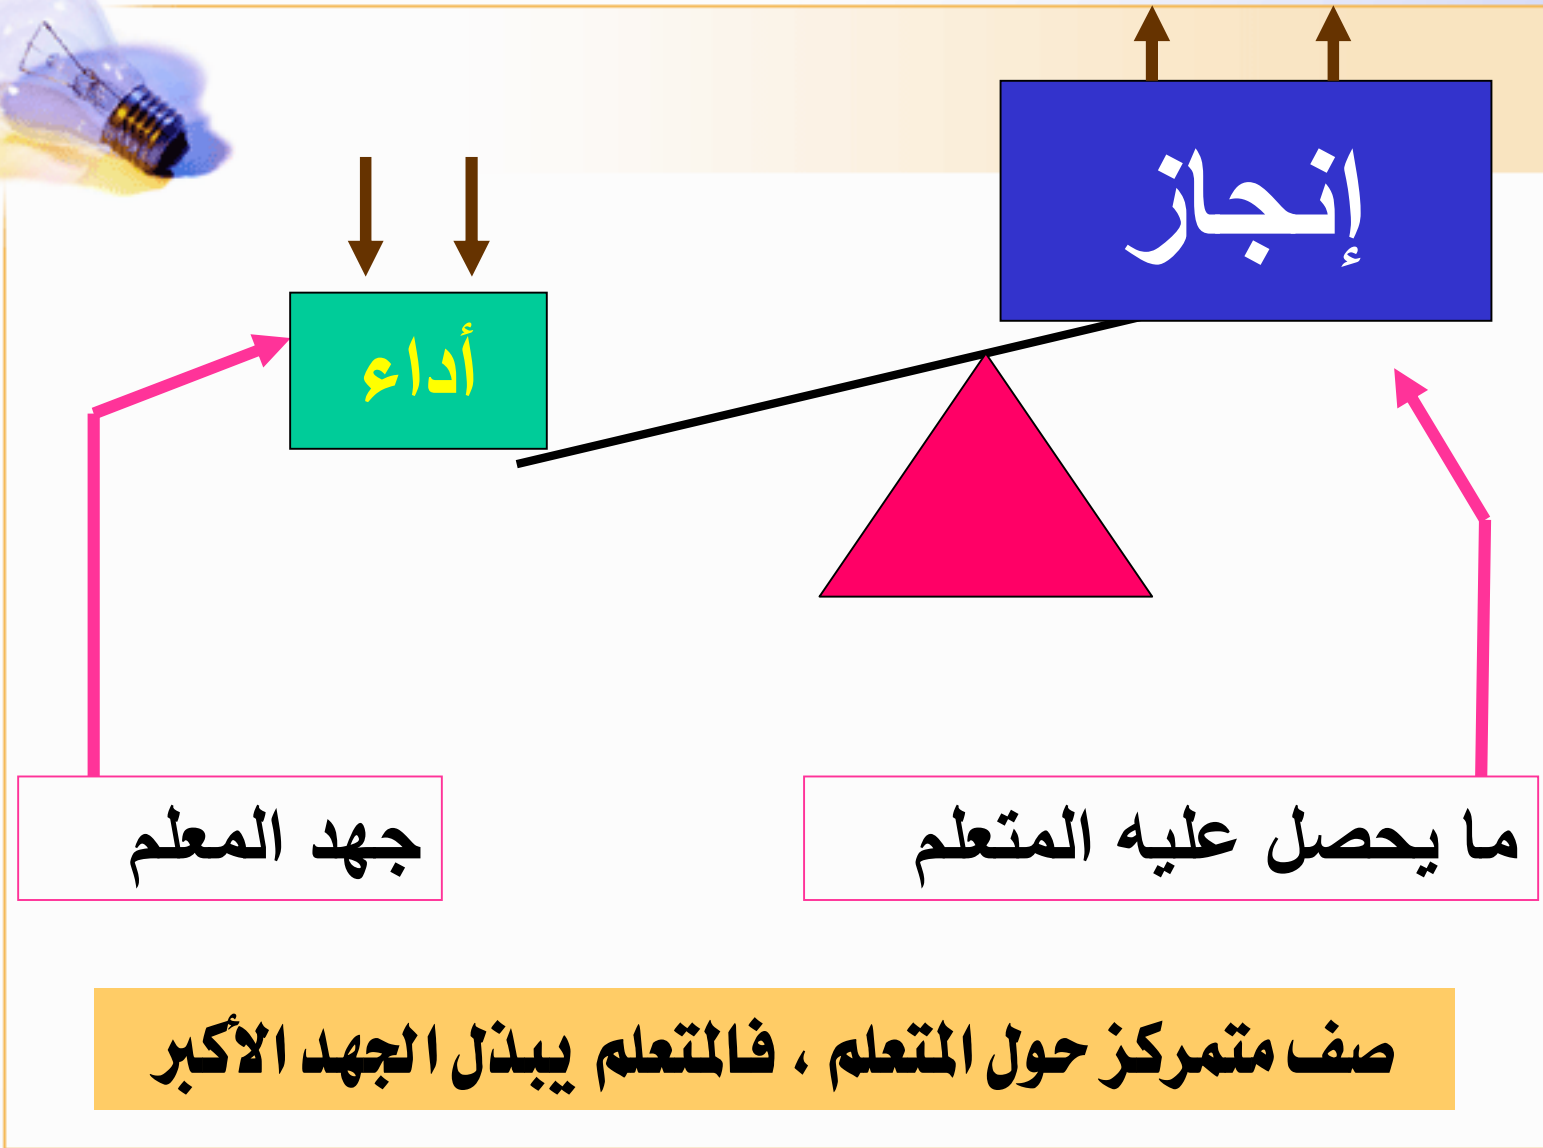 إنجاز
أداء
ما يحصل عليه المتعلم
جهد المعلم
صف متمركز حول المتعلم ، فالمتعلم يبذل الجهد الأكبر